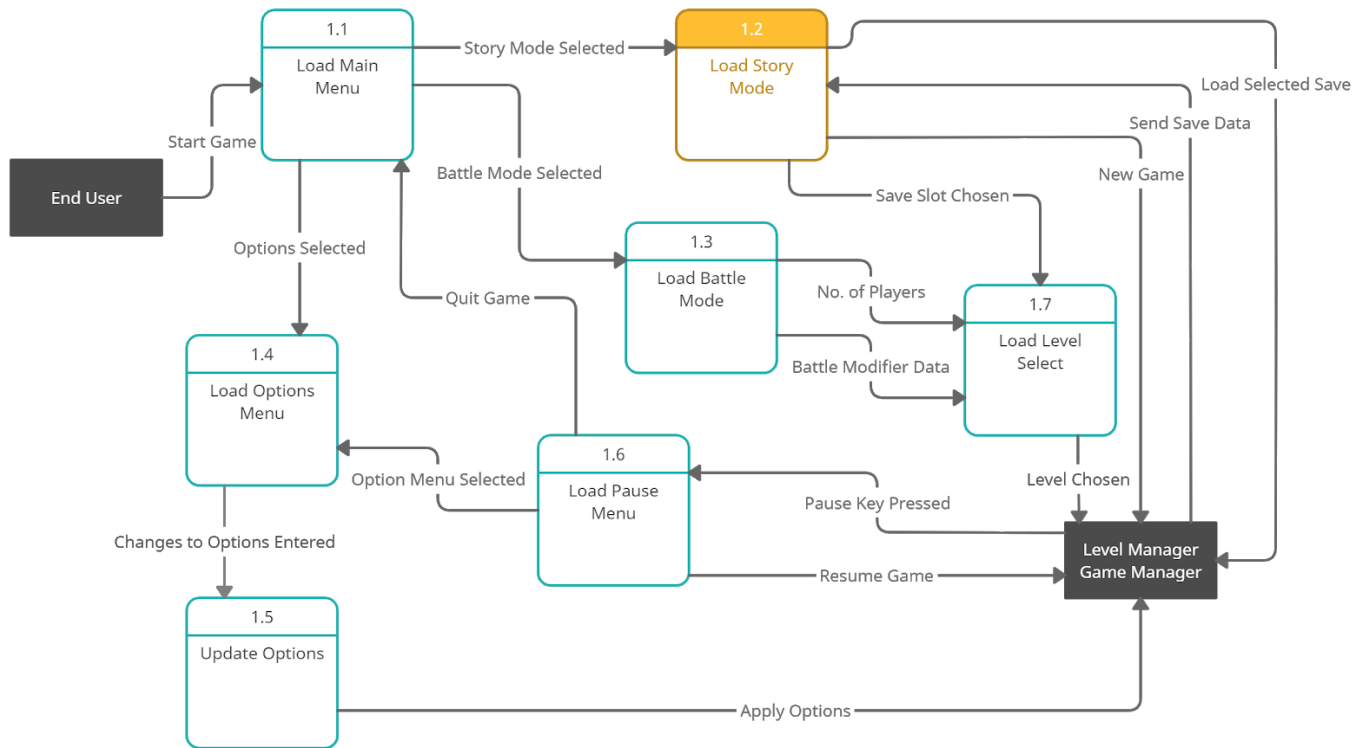 1.1
Load Main
Menu
Story Mode Selected
1.2
Load Story
Mode
Load Selected Save
Send Save Data
Start Game
Battle Mode Selected
New Game
End User
Save Slot Chosen
Options Selected
1.3
Load Battle
Mode
No. of Players
Quit Game
1.7
Load Level
Select
1.4
Load Options
Menu
Battle Modifier Data
1.6
Load Pause
Menu
Option Menu Selected
Pause Key Pressed
Level Chosen
Changes to Options Entered
Level Manager
Game Manager
Resume Game
1.5
Update Options
Apply Options